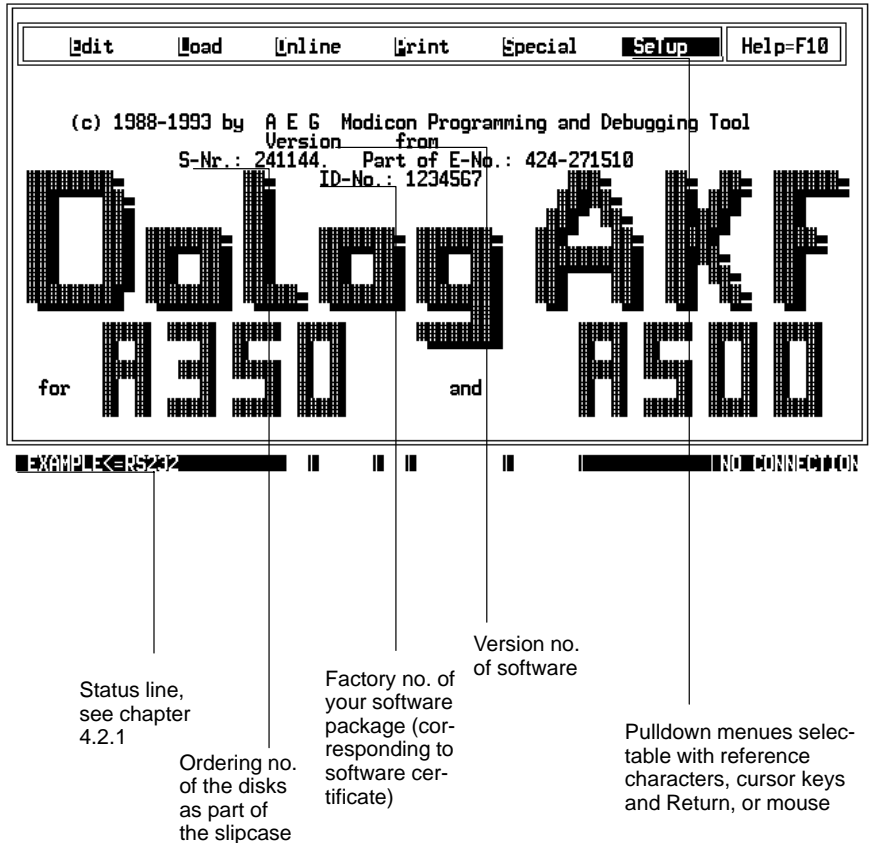 Edit Load Online Print Special SeTup Help=F10
(c) 1988-1993 by A E G Modicon Programming and Debugging Tool
Version from
S-Nr.: 241144. Part of E-No.: 424-271510
ID-No.: 1234567
DoLog AKF
for A350 and A500
EXAMPLE<=RS232 NO CONNECTION
Status line,
see chapter
4.2.1
Ordering no.
of the disks
as part of
the slipcase
Factory no. of
your software
package (cor-
responding to
software cer-
tificate)
Version no.
of software
Pulldown menues selec-
table with reference
characters, cursor keys
and Return, or mouse